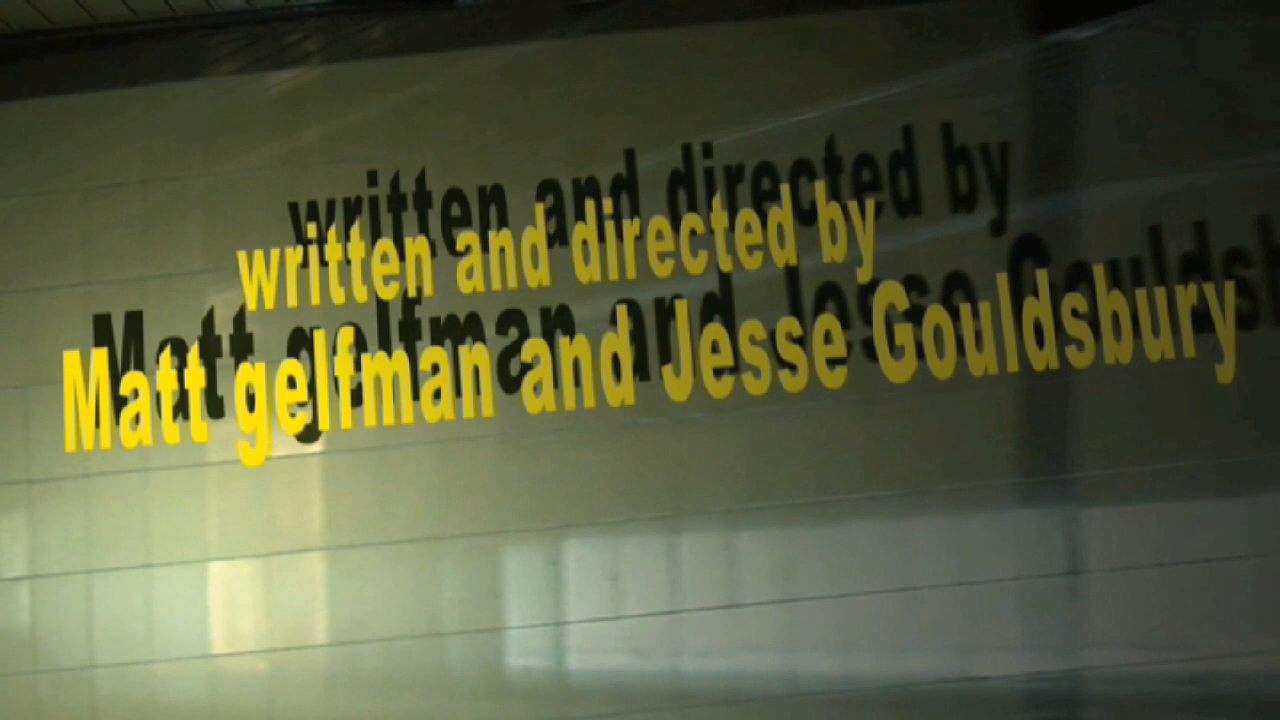 written and directed by
Matt gelfman and Jesse Gouldsbury